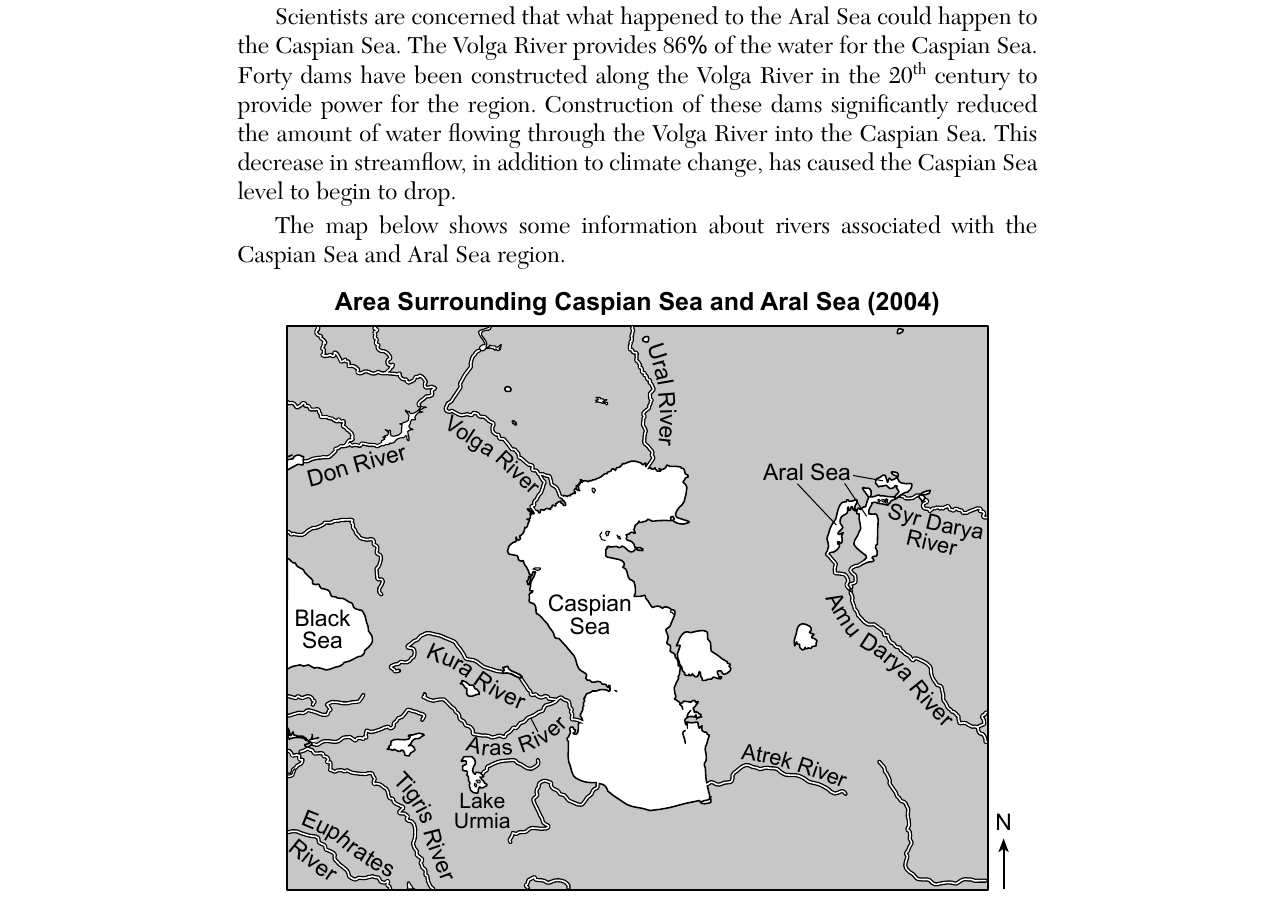 Scientists are concerned that what happened to the Aral Sea could happen to
the Caspian Sea. The Volga River provides 86% of the water for the Caspian Sea.
Forty dams have been constructed along the Volga River in the 20th century to
provide power for the region. Construction of these dams significantly reduced
the amount of water flowing through the Volga River into the Caspian Sea. This
decrease in streamflow, in addition to climate change, has caused the Caspian Sea
level to begin to drop.
The map below shows some information about rivers associated with the
Caspian Sea and Aral Sea region.
Area Surrounding Caspian Sea and Aral Sea (2004)
Ural River
Volga River
Don River
Aral Sea
Syr Darya
River
Caspian
Sea
Black
Sea
Amu Darya River
Kura River
Aras River
Atrek River
Lake
Urmia
Tigris River
Euphrates
River
N